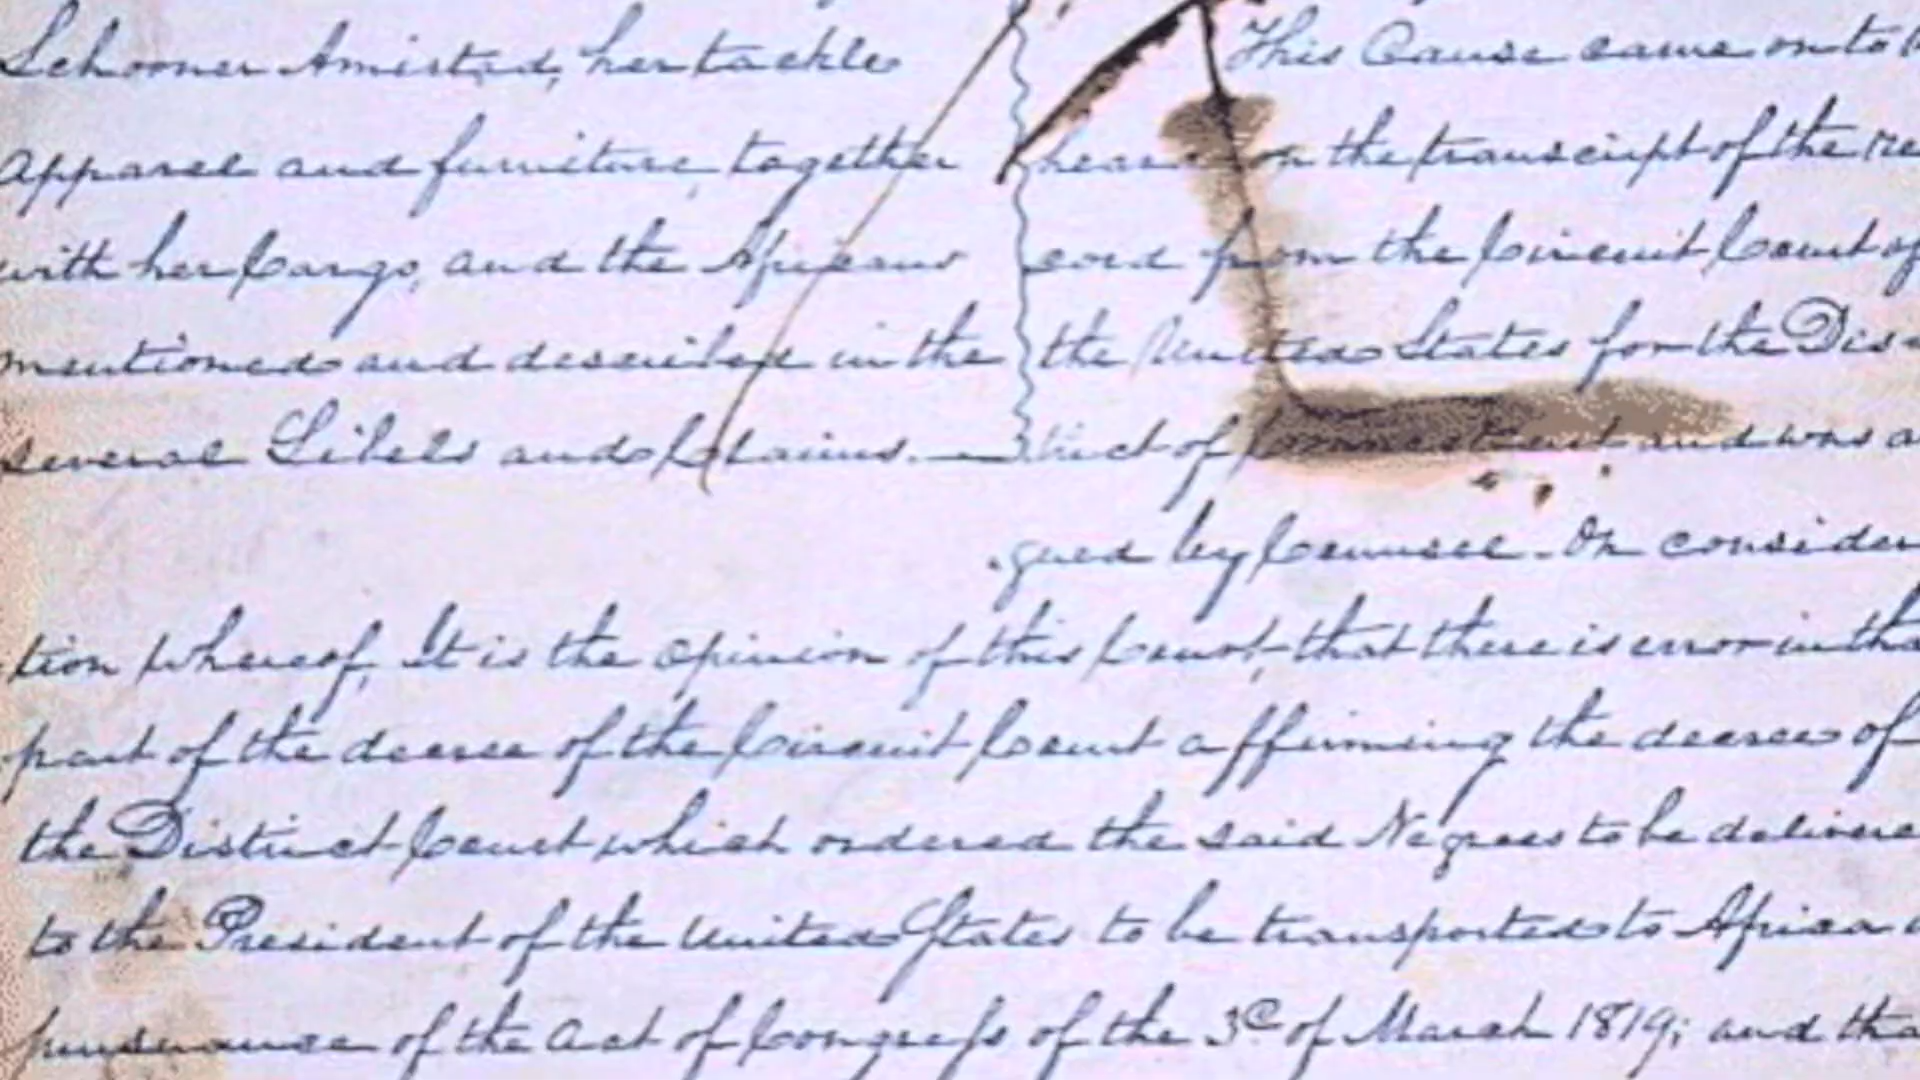 Schooner Amistad, her tackle
apparel and furniture, together
with her Cargo, and the Africans
mentioned and described in the
several Libels and Claims. —
This Cause came on to
heard on the transcript of the re
cord from the Circuit Court of
the United States for the Dis-
trict of Connecticut and was a
gued by Counsel. On considera
tion whereof, It is the opinion of this Court, that there is error in tha
part of the decree of the Circuit Court affirming the decree of
the District Court which ordered the said Negroes to be delivere
to the President of the United States to be transported to Africa
pursuance of the act of Congress of the 3d of March 1819; and tha